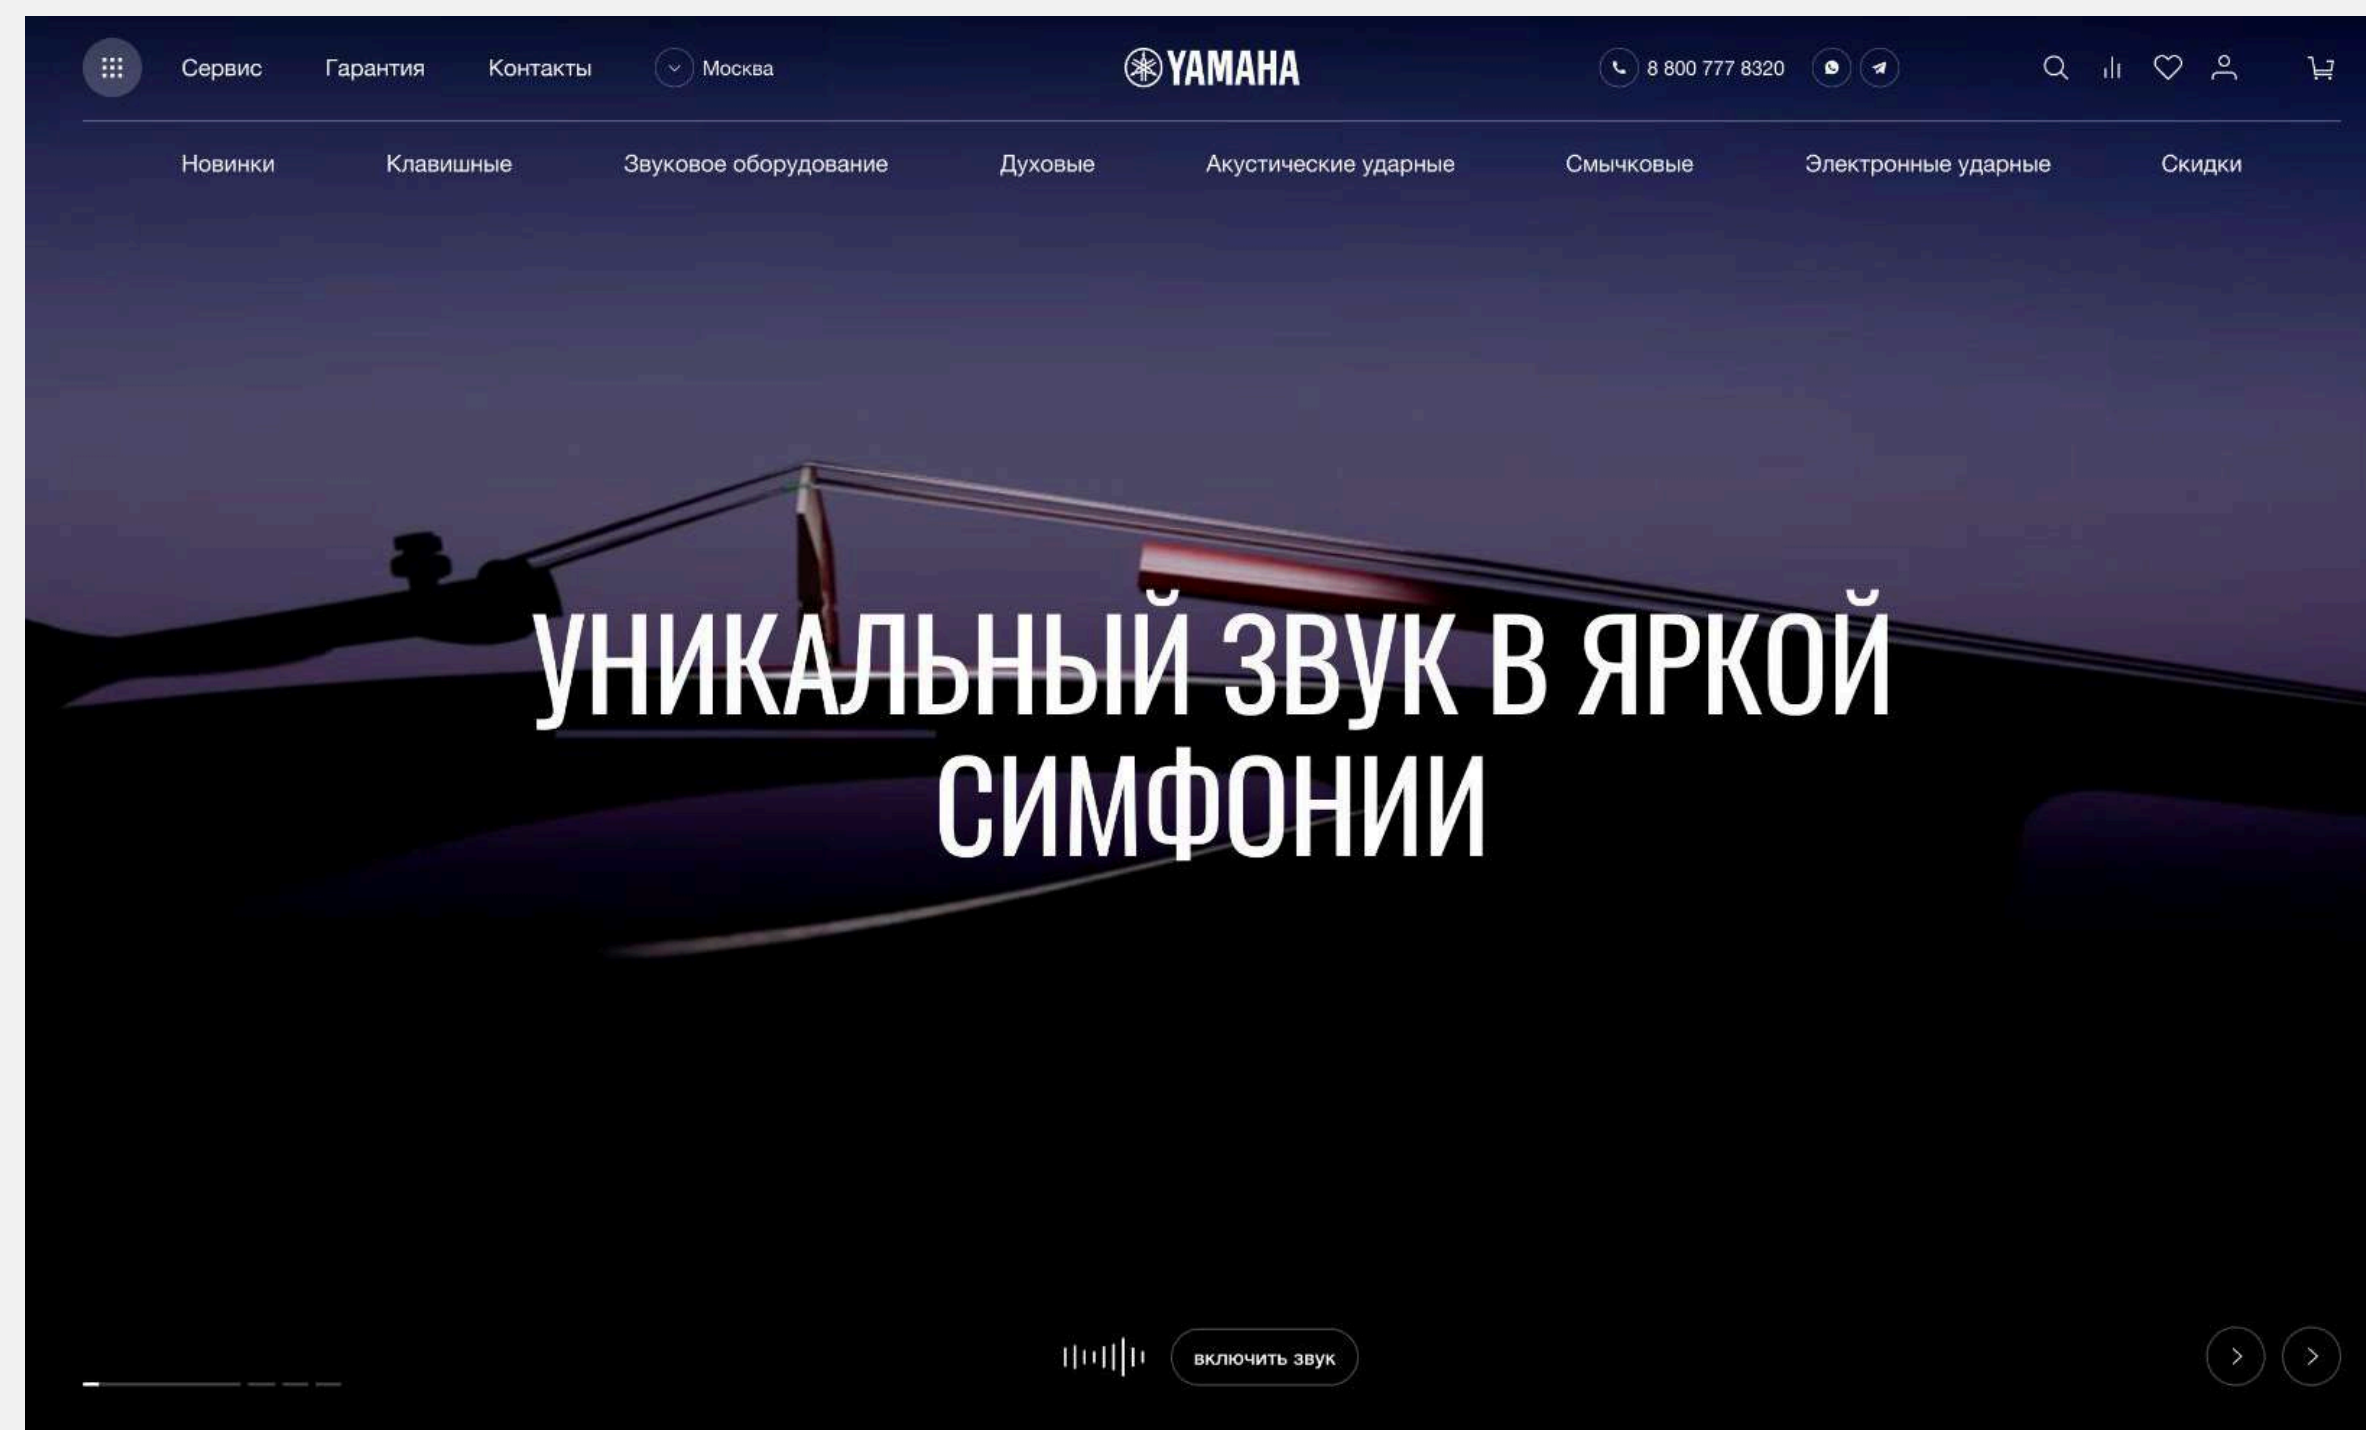 Сервис Гарантия Контакты Москва YAMAHA 8 800 777 8320
Новинки Клавишные Звуковое оборудование Духовые Акустические ударные Смычковые Электронные ударные Скидки
УНИКАЛЬНЫЙ ЗВУК В ЯРКОЙ
СИМФОНИИ
включить звук